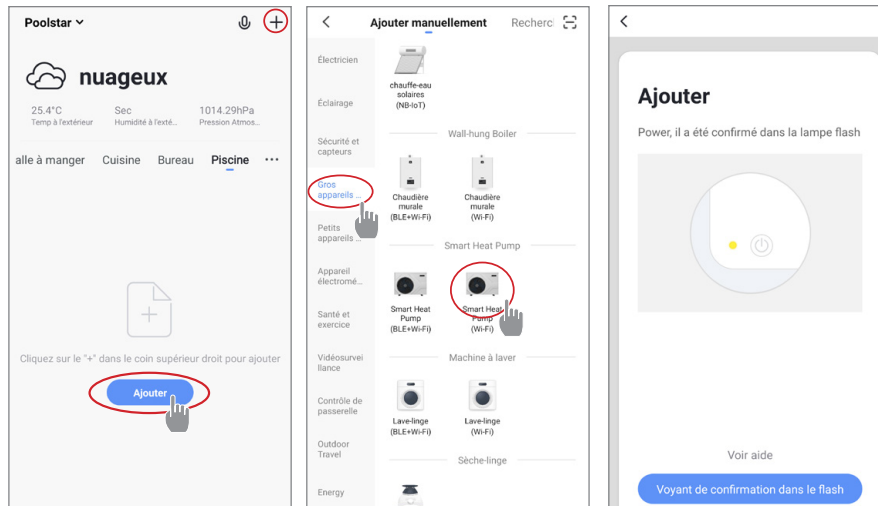 Poolstar
nuageux
25.4°C Sec 1014.29hPa
Temp à l'extérieur Humidité à l'exté... Pression Atmos...
alle à manger Cuisine Bureau Piscine ...
Cliquez sur le "+" dans le coin supérieur droit pour ajouter
Ajouter
Ajouter manuellement Recherc
Électricien
Éclairage
Sécurité et
capteurs
Gros
appareils ...
Petits
appareils ...
Appareil
électromé...
Santé et
exercice
Vidéosurvei
llance
Contrôle de
passerelle
Outdoor
Travel
Energy
chauffe-eau
solaires
(NB-IoT)
Wall-hung Boiler
Chaudière
murale
(BLE+Wi-Fi)
Chaudière
murale
(Wi-Fi)
Smart Heat Pump
Smart Heat
Pump
(BLE+Wi-Fi)
Smart Heat
Pump
(Wi-Fi)
Machine à laver
Lave-linge
(BLE+Wi-Fi)
Lave-linge
(Wi-Fi)
Sèche-linge
Ajouter
Power, il a été confirmé dans la lampe flash
Voir aide
Voyant de confirmation dans le flash